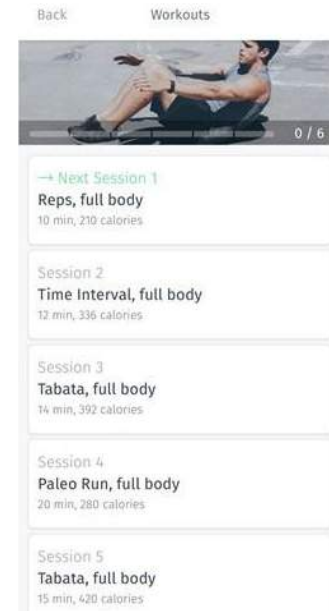 Back Workouts
0 / 6
→ Next Session 1
Reps, full body
10 min, 210 calories
Session 2
Time Interval, full body
12 min, 336 calories
Session 3
Tabata, full body
14 min, 392 calories
Session 4
Paleo Run, full body
20 min, 280 calories
Session 5
Tabata, full body
15 min, 420 calories